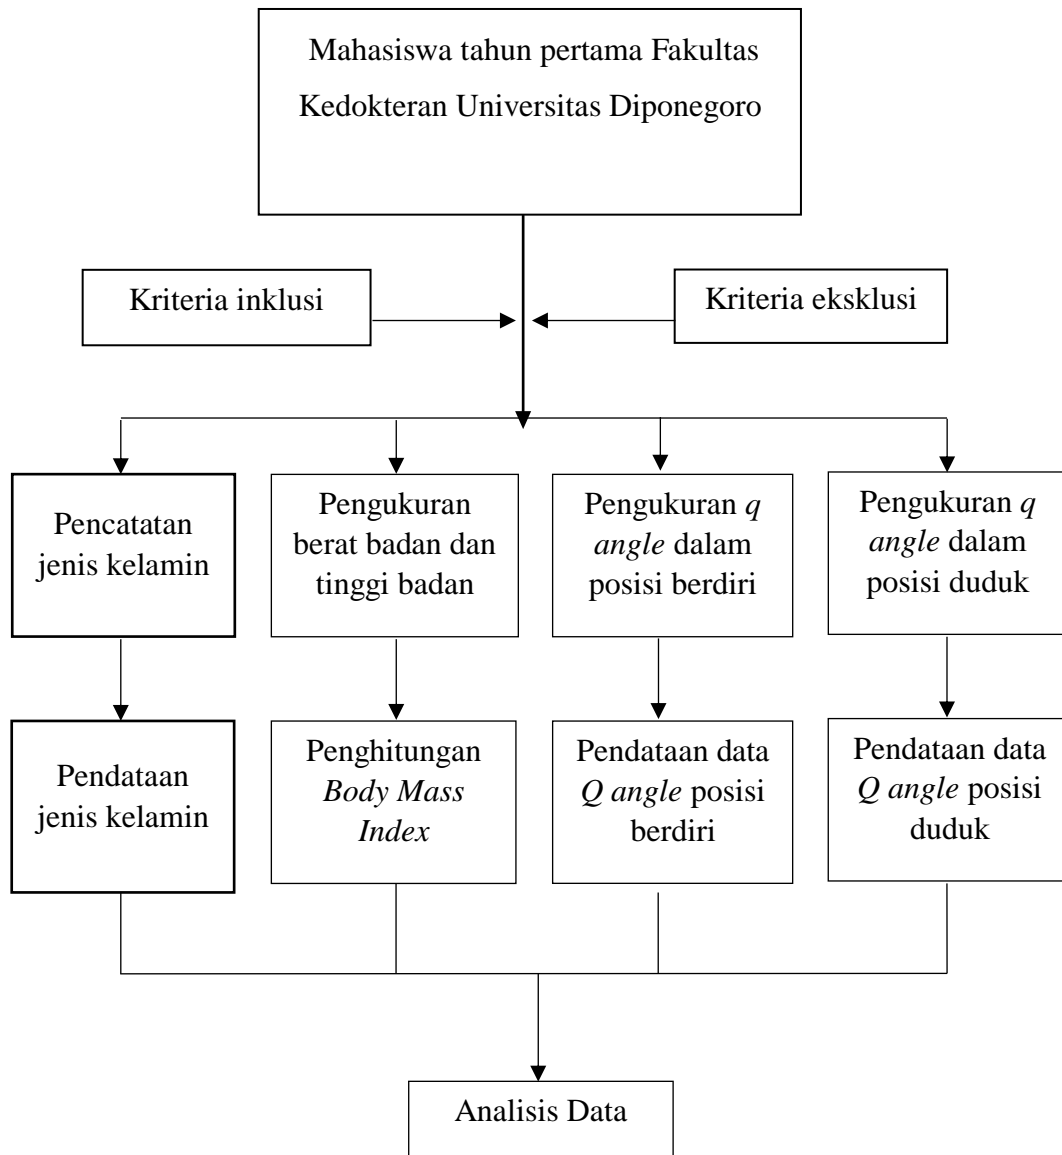 Mahasiswa tahun pertama Fakultas
Kedokteran Universitas Diponegoro
Kriteria inklusi
Kriteria eksklusi
Pencatatan
jenis kelamin
Pengukuran
berat badan dan
tinggi badan
Pengukuran q
angle dalam
posisi berdiri
Pengukuran q
angle dalam
posisi duduk
Pendataan
jenis kelamin
Penghitungan
Body Mass
Index
Pendataan data
Q angle posisi
berdiri
Pendataan data
Q angle posisi
duduk
Analisis Data